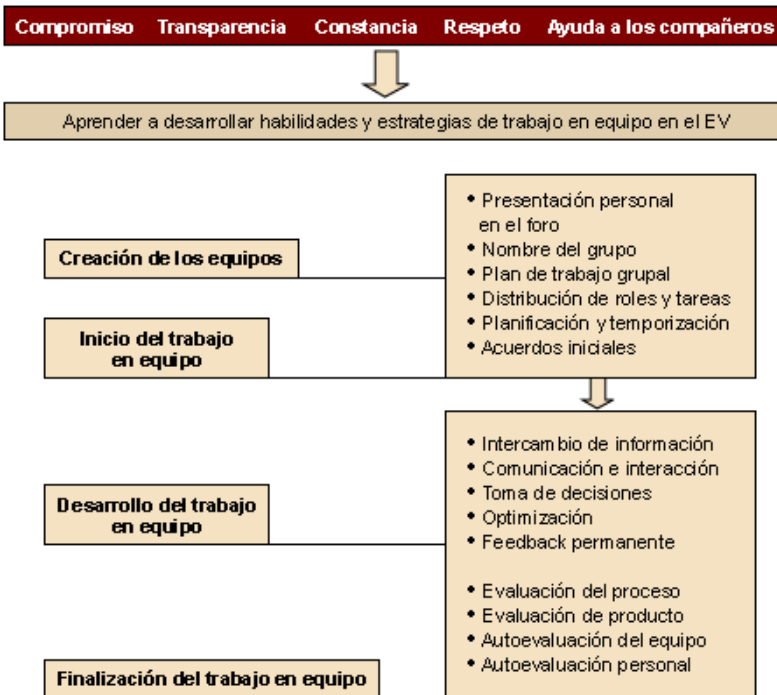 Compromiso Transparencia Constancia Respeto Ayuda a los compañeros
Aprender a desarrollar habilidades y estrategias de trabajo en equipo en el EV
Creación de los equipos
Inicio del trabajo
en equipo
• Presentación personal
en el foro
• Nombre del grupo
• Plan de trabajo grupal
• Distribución de roles y tareas
• Planificación y temporización
• Acuerdos iniciales
Desarrollo del trabajo
en equipo
• Intercambio de información
• Comunicación e interacción
• Toma de decisiones
• Optimización
• Feedback permanente
• Evaluación del proceso
• Evaluación de producto
• Autoevaluación del equipo
• Autoevaluación personal
Finalización del trabajo en equipo